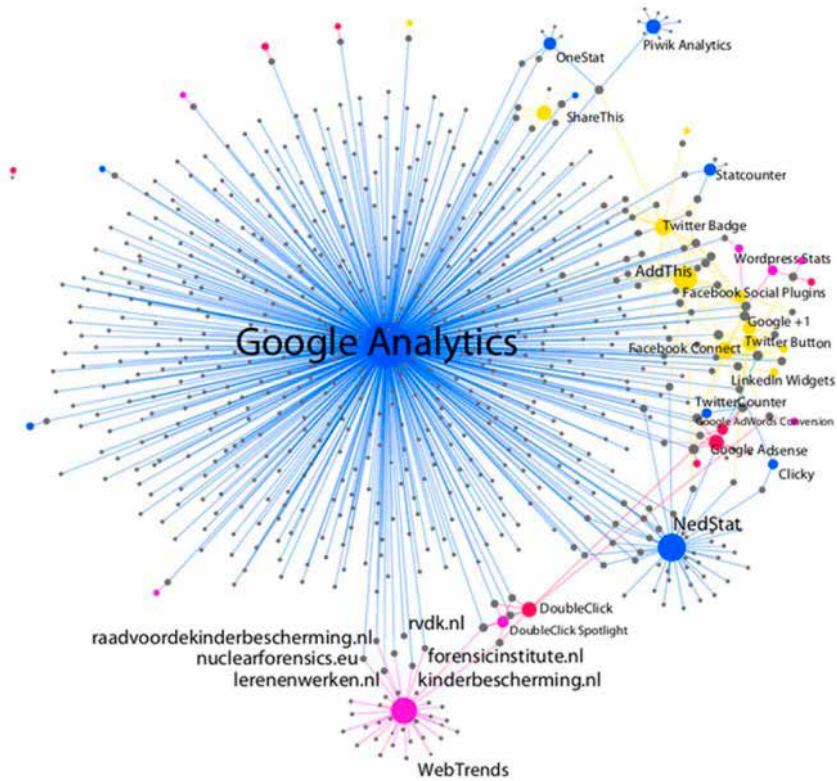 OneStat
Piwik Analytics
ShareThis
Statcounter
Twitter Badge
Wordpress Stats
AddThis
Facebook Social Plugins
Google +1
Google Analytics
Facebook Connect
Twitter Button
LinkedIn Widgets
TwitterCounter
Google AdWords Conversion
Google Adsense
Clicky
NedStat
DoubleClick
DoubleClick Spotlight
rvdk.nl
raadvoordekinderbescherming.nl
nuclearforensics.eu
forensicinstitute.nl
lerenenwerken.nl
kinderbescherming.nl
WebTrends